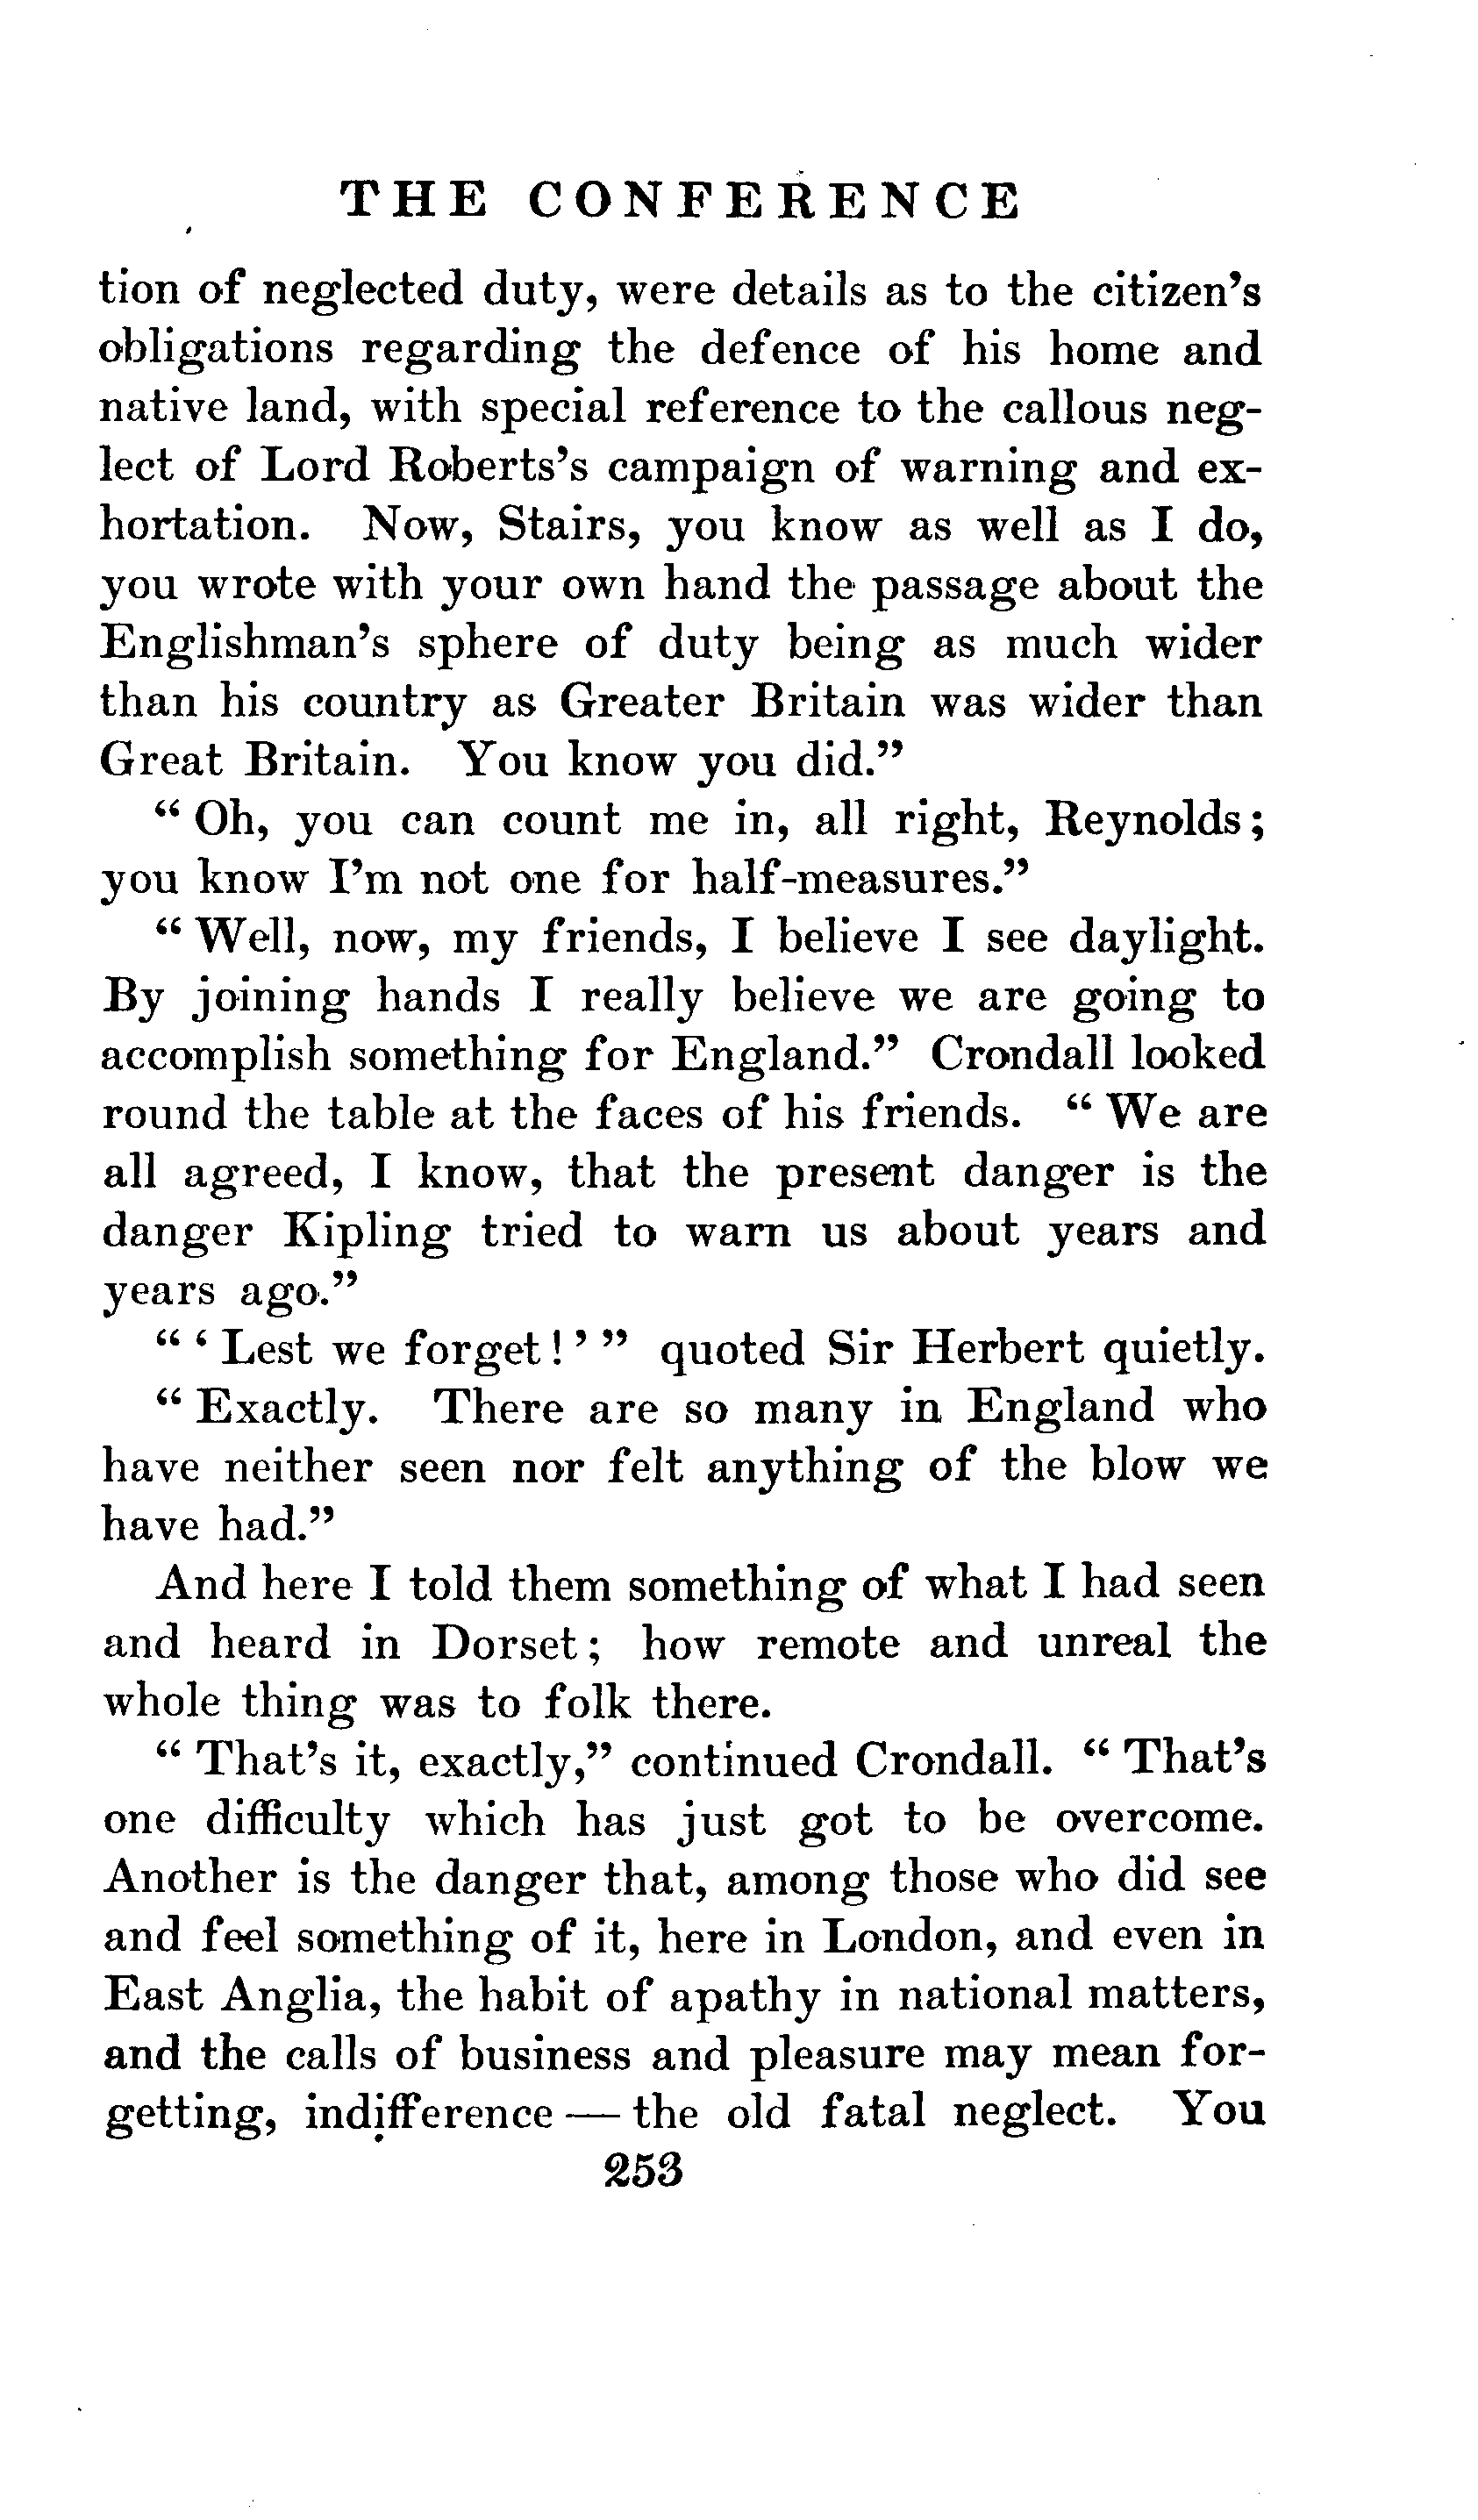 THE CONFERENCE
tion of neglected duty, were details as to the citizen's
obligations regarding the defence of his home and
native land, with special reference to the callous neg-
lect of Lord Roberts's campaign of warning and ex-
hortation. Now, Stairs, you know as well as I do,
you wrote with your own hand the passage about the
Englishman's sphere of duty being as much wider
than his country as Greater Britain was wider than
Great Britain. You know you did."
" Oh, you can count me in, all right, Reynolds;
you know I'm not one for half-measures."
" Well, now, my friends, I believe I see daylight.
By joining hands I really believe we are going to
accomplish something for England." Crondall looked
round the table at the faces of his friends. " We are
all agreed, I know, that the present danger is the
danger Kipling tried to warn us about years and
years ago."
" ' Lest we forget! ' " quoted Sir Herbert quietly.
" Exactly. There are so many in England who
have neither seen nor felt anything of the blow we
have had."
And here I told them something of what I had seen
and heard in Dorset; how remote and unreal the
whole thing was to folk there.
" That's it, exactly," continued Crondall. " That's
one difficulty which has just got to be overcome.
Another is the danger that, among those who did see
and feel something of it, here in London, and even in
East Anglia, the habit of apathy in national matters,
and the calls of business and pleasure may mean for-
getting, indifference — the old fatal neglect. You
253